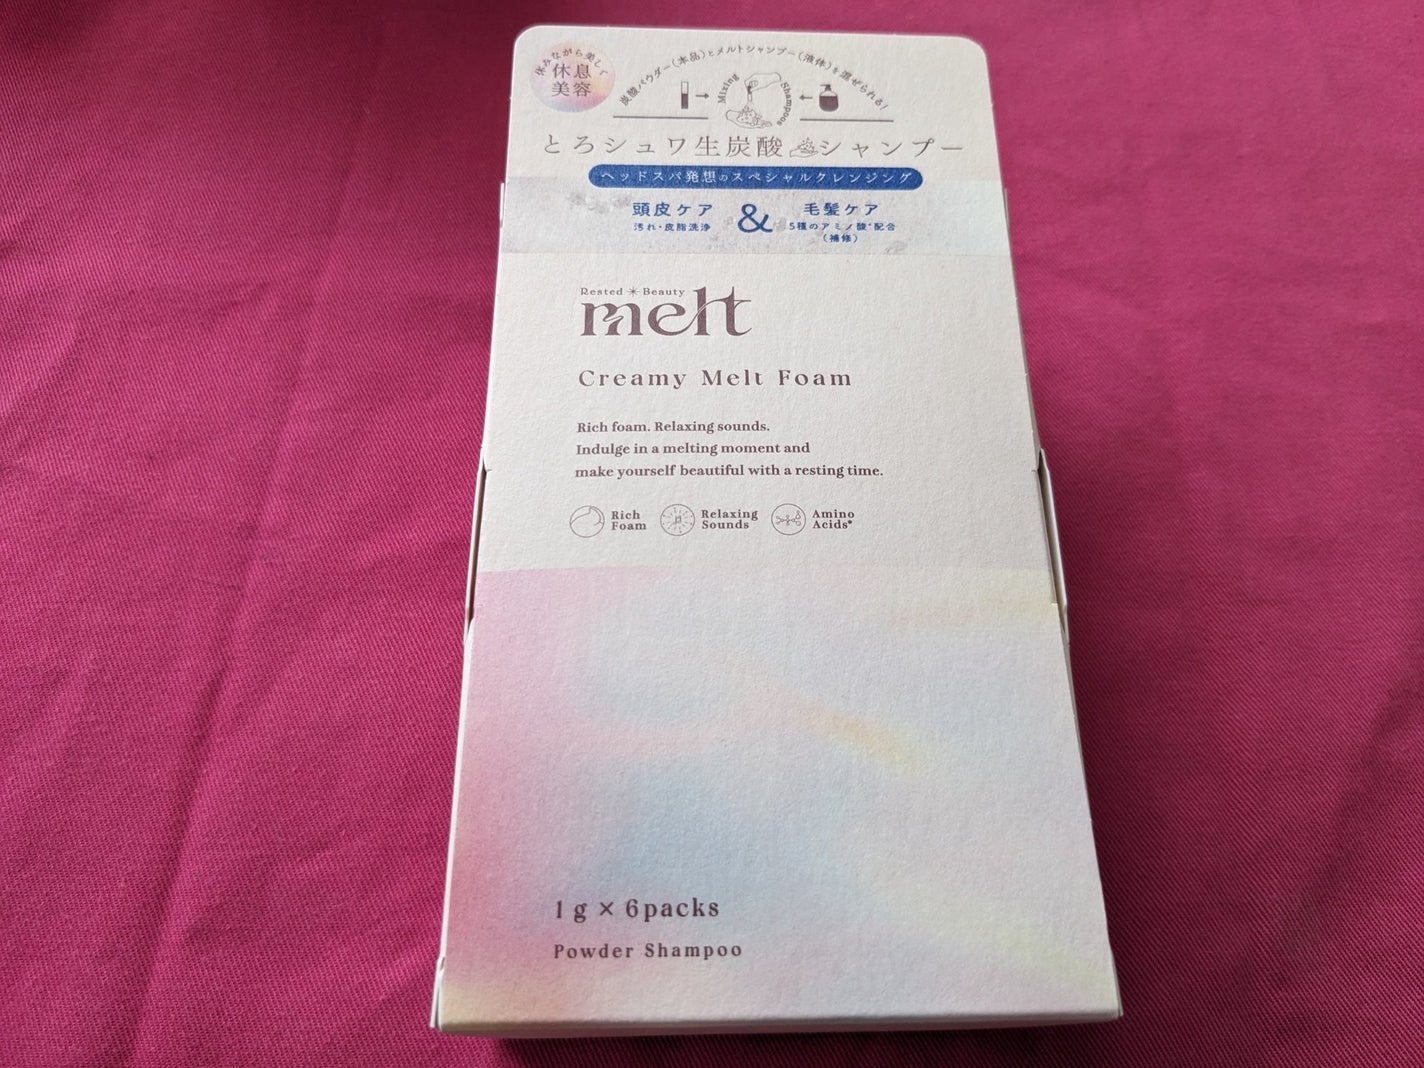 休みながら美しく
休息
美容
炭酸パウダー(本品)とメルトシャンプー(液体)を混ぜられる!
Mixing
Shampoos
とろシュワ生炭酸シャンプー
ヘッドスパ発想のスペシャルクレンジング
頭皮ケア & 毛髪ケア
汚れ・皮脂洗浄 5種のアミノ酸*配合
(補修)
Rested Beauty
melt
Creamy Melt Foam
Rich foam. Relaxing sounds.
Indulge in a melting moment and
make yourself beautiful with a resting time.
Rich Foam
Relaxing Sounds
Amino Acids*
1g × 6packs
Powder Shampoo